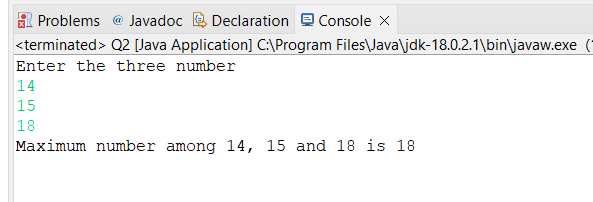 Problems @ Javadoc Declaration Console ×
<terminated> Q2 [Java Application] C:\Program Files\Java\jdk-18.0.2.1\bin\javaw.exe
Enter the three number
14
15
18
Maximum number among 14, 15 and 18 is 18